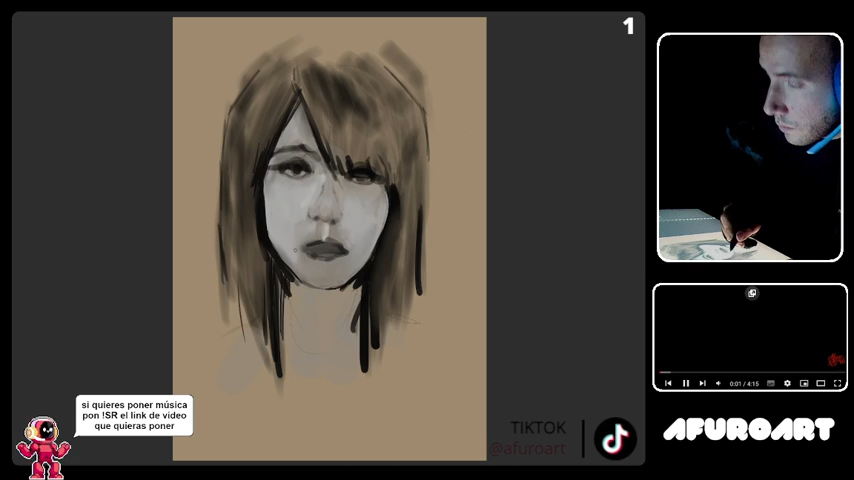 1
0:01 / 4:15
si quieres poner música
pon !SR el link de video
que quieras poner
TIKTOK
@afuroart
AFUROART